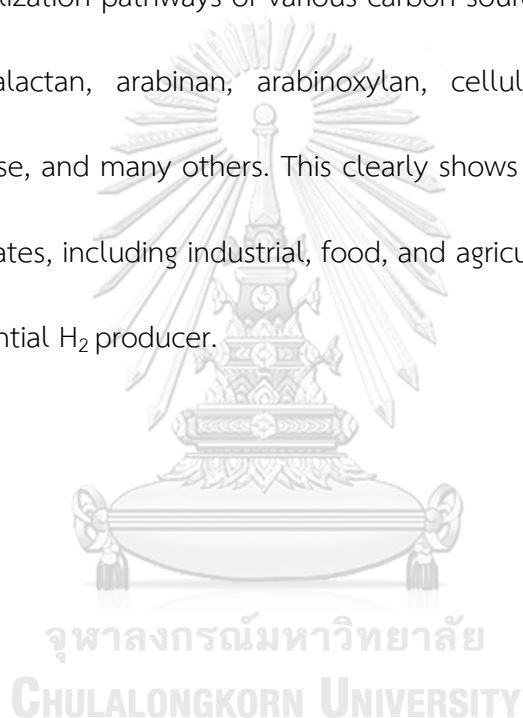 lization pathways of various carbon sour
alactan, arabinan, arabinoxylan, cellul
se, and many others. This clearly shows
ates, including industrial, food, and agricu
ntial H₂ producer.
จุฬาลงกรณ์มหาวิทยาลัย
CHULALONGKORN UNIVERSITY